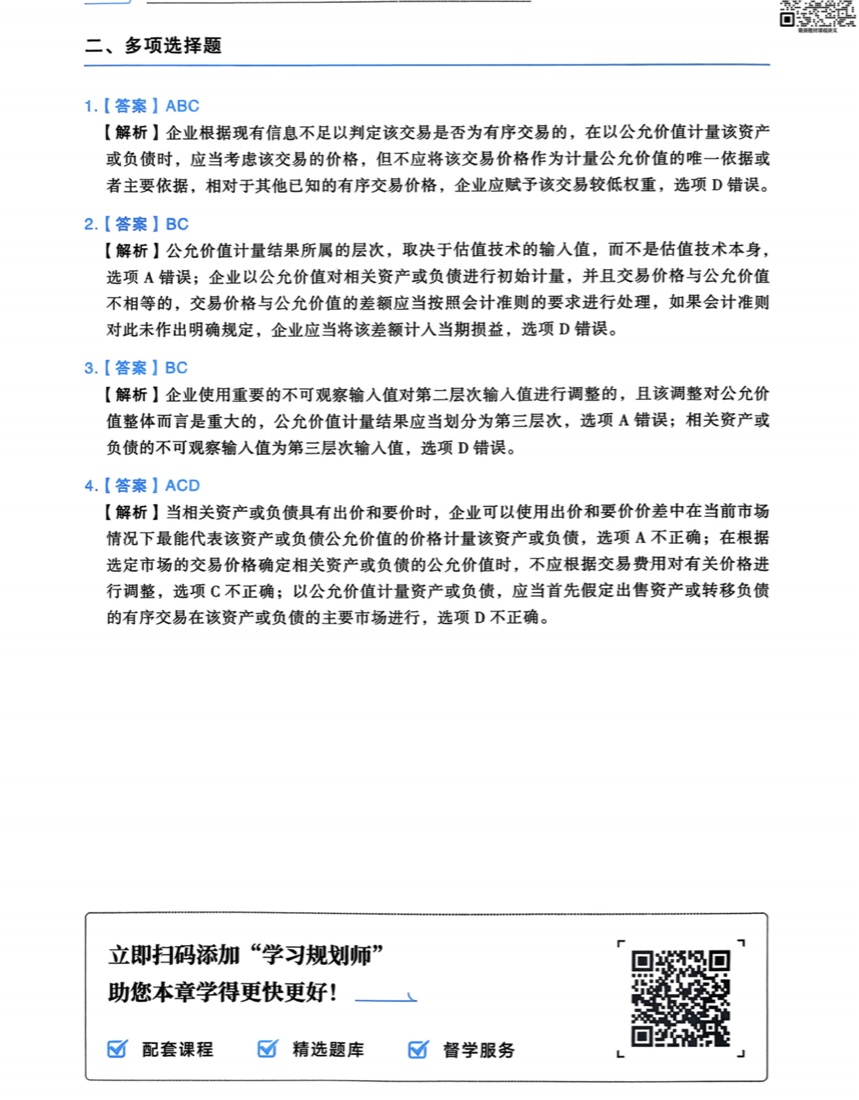 二、多项选择题
1.【答案】ABC
【解析】企业根据现有信息不足以判定该交易是否为有序交易的，在以公允价值计量该资产
或负债时，应当考虑该交易的价格，但不应将该交易价格作为计量公允价值的唯一依据或
者主要依据，相对于其他已知的有序交易价格，企业应赋予该交易较低权重，选项 D 错误。
2.【答案】BC
【解析】公允价值计量结果所属的层次，取决于估值技术的输入值，而不是估值技术本身，
选项 A 错误；企业以公允价值对相关资产或负债进行初始计量，并且交易价格与公允价值
不相等的，交易价格与公允价值的差额应当按照会计准则的要求进行处理，如果会计准则
对此未作出明确规定，企业应当将该差额计入当期损益，选项 D 错误。
3.【答案】BC
【解析】企业使用重要的不可观察输入值对第二层次输入值进行调整的，且该调整对公允价
值整体而言是重大的，公允价值计量结果应当划分为第三层次，选项 A 错误；相关资产或
负债的不可观察输入值为第三层次输入值，选项 D 错误。
4.【答案】ACD
【解析】当相关资产或负债具有出价和要价时，企业可以使用出价和要价价差中在当前市场
情况下最能代表该资产或负债公允价值的价格计量该资产或负债，选项 A 不正确；在根据
选定市场的交易价格确定相关资产或负债的公允价值时，不应根据交易费用对有关价格进
行调整，选项 C 不正确；以公允价值计量资产或负债，应当首先假定出售资产或转移负债
的有序交易在该资产或负债的主要市场进行，选项 D 不正确。
立即扫码添加“学习规划师”
助您本章学得更快更好！
配套课程 精选题库 督学服务